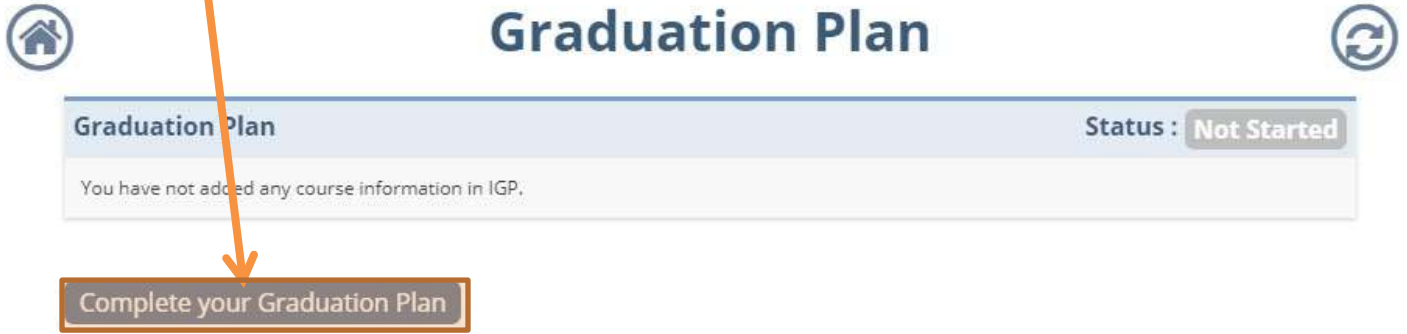 Graduation Plan
Graduation Plan Status : Not Started
You have not added any course information in IGP.
Complete your Graduation Plan